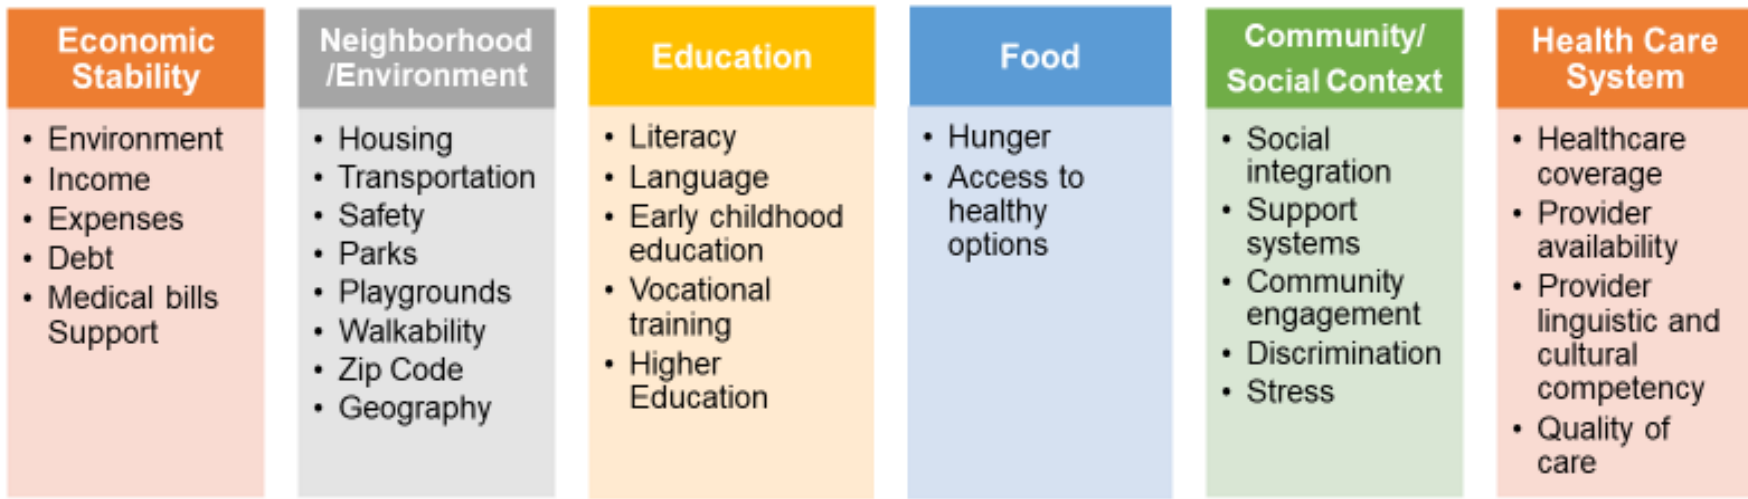 Economic
Stability
• Environment
• Income
• Expenses
• Debt
• Medical bills
Support
Neighborhood
/Environment
• Housing
• Transportation
• Safety
• Parks
• Playgrounds
• Walkability
• Zip Code
• Geography
Education
• Literacy
• Language
• Early childhood
education
• Vocational
training
• Higher
Education
Food
• Hunger
• Access to
healthy
options
Community/
Social Context
• Social
integration
• Support
systems
• Community
engagement
• Discrimination
• Stress
Health Care
System
• Healthcare
coverage
• Provider
availability
• Provider
linguistic and
cultural
competency
• Quality of
care